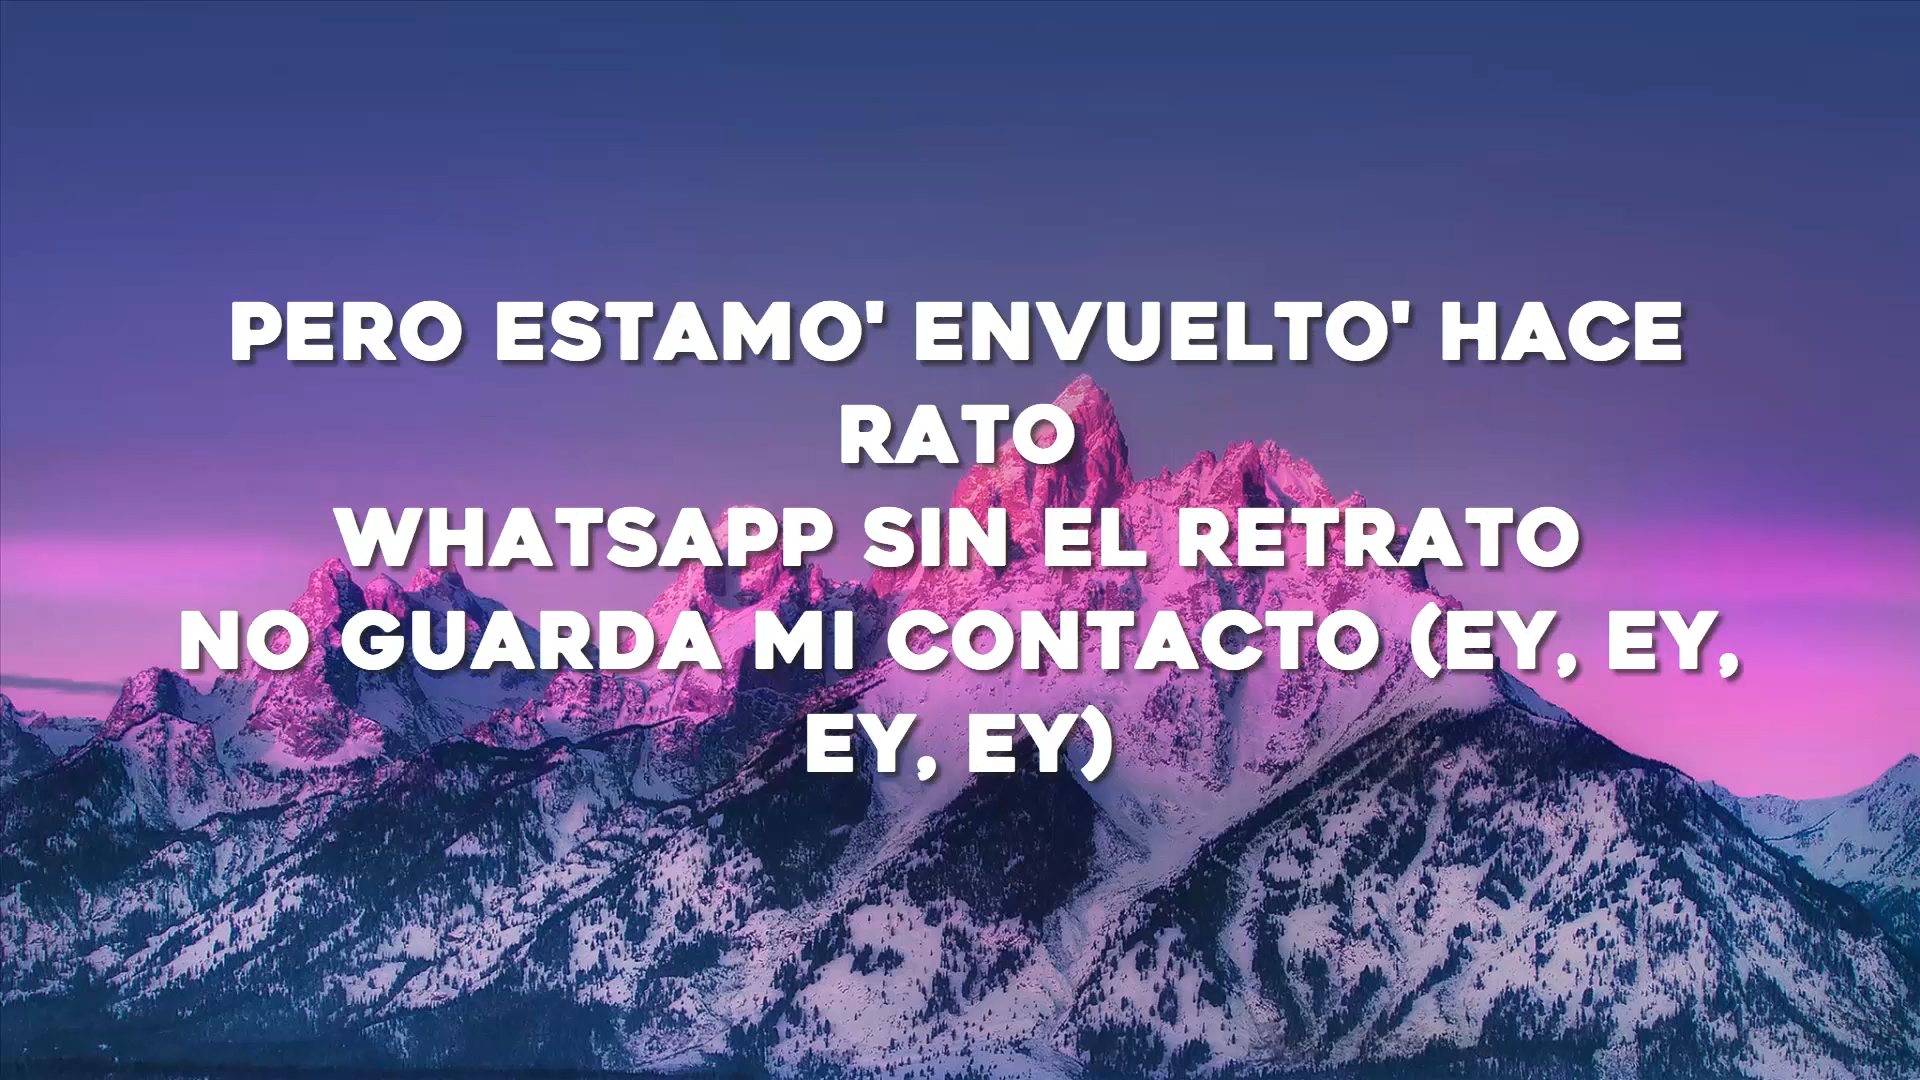 PERO ESTAMO' ENVUELTO' HACE
RATO
WHATSAPP SIN EL RETRATO
NO GUARDA MI CONTACTO (EY, EY,
EY, EY)